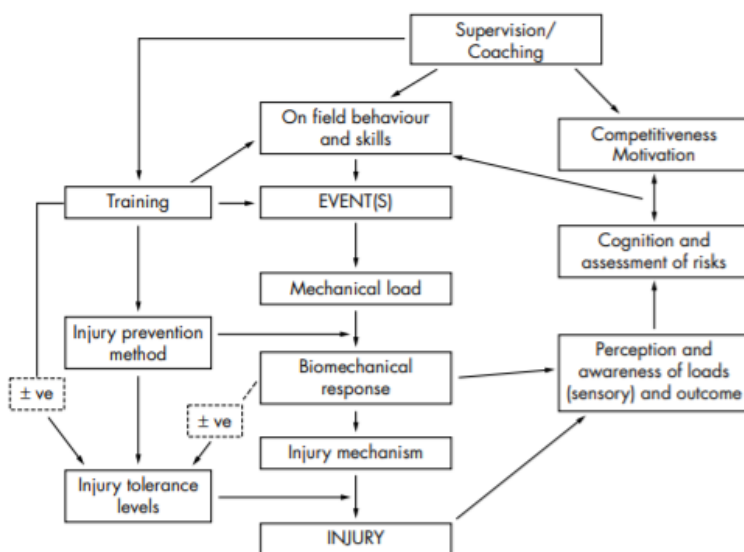 Supervision/
Coaching
On field behaviour
and skills
Competitiveness
Motivation
Training
EVENT(S)
Cognition and
assessment of risks
Mechanical load
Injury prevention
method
Perception and
awareness of loads
(sensory) and outcome
Biomechanical
response
± ve
± ve
Injury mechanism
Injury tolerance
levels
INJURY